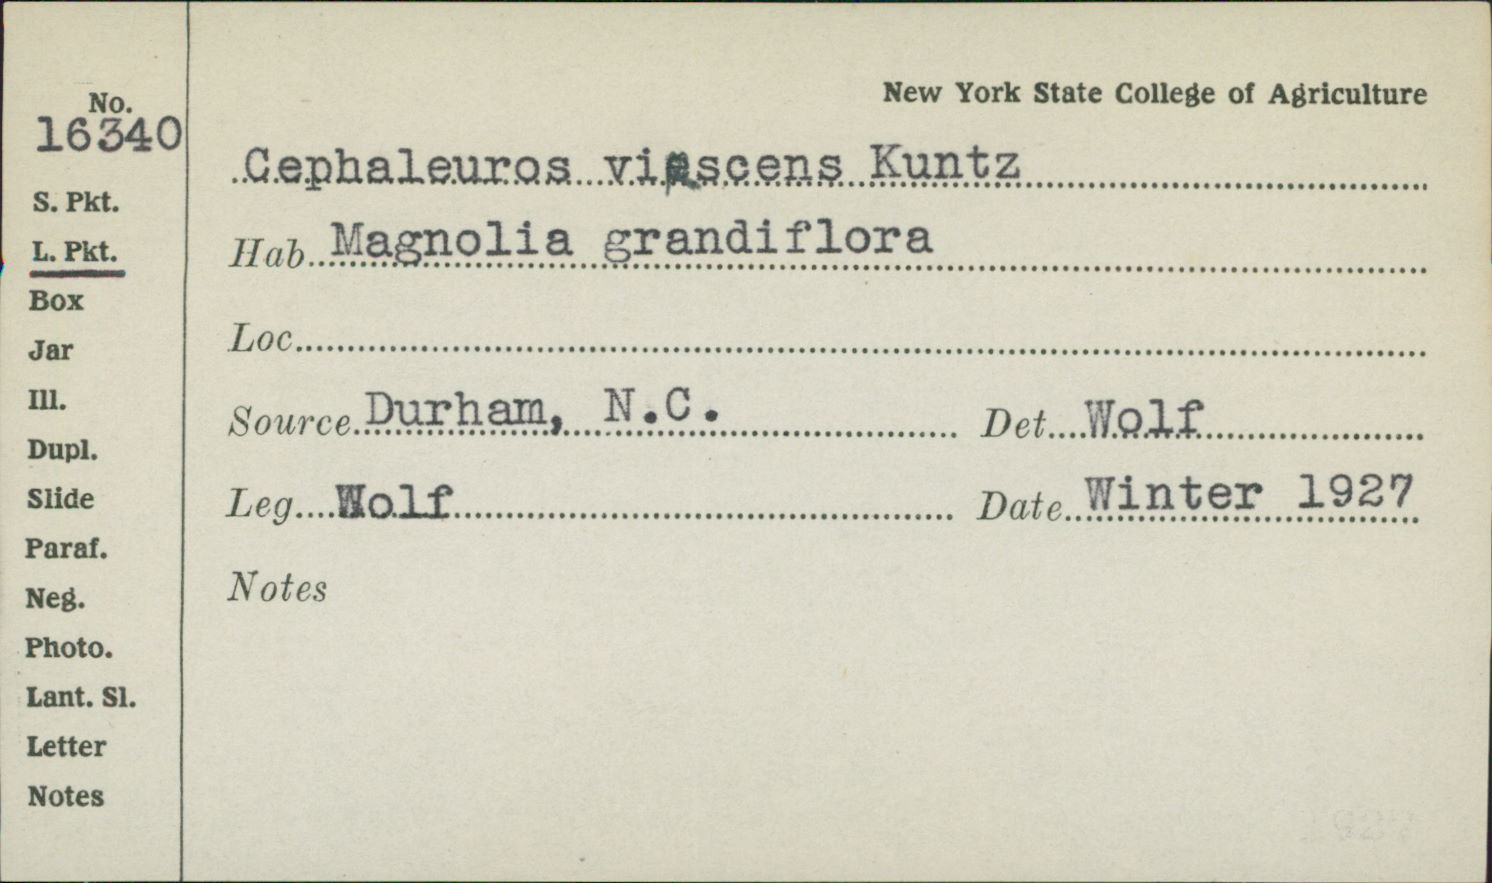 New York State College of Agriculture
No.
16340
S. Pkt.
L. Pkt.
Box
Jar
Ill.
Dupl.
Slide
Paraf.
Neg.
Photo.
Lant. Sl.
Letter
Notes
Cephaleuros virscens Kuntz
Hab. Magnolia grandiflora
Loc.
Source Durham, N.C. Det. Wolf
Leg. Wolf Date Winter 1927
Notes